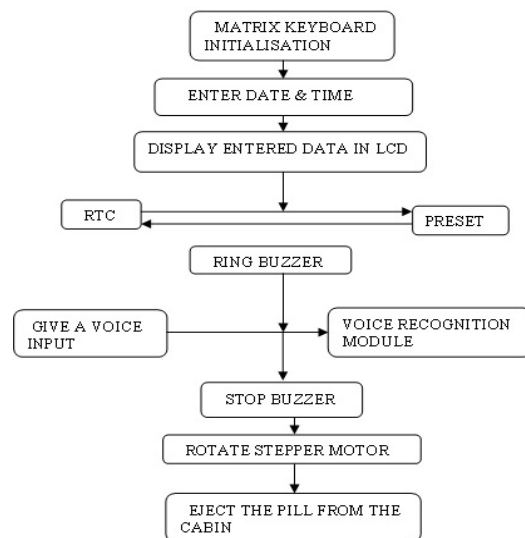 MATRIX KEYBOARD
INITIALISATION
ENTER DATE & TIME
DISPLAY ENTERED DATA IN LCD
RTC
PRESET
RING BUZZER
GIVE A VOICE
INPUT
VOICE RECOGNITION
MODULE
STOP BUZZER
ROTATE STEPPER MOTOR
EJECT THE PILL FROM THE
CABIN